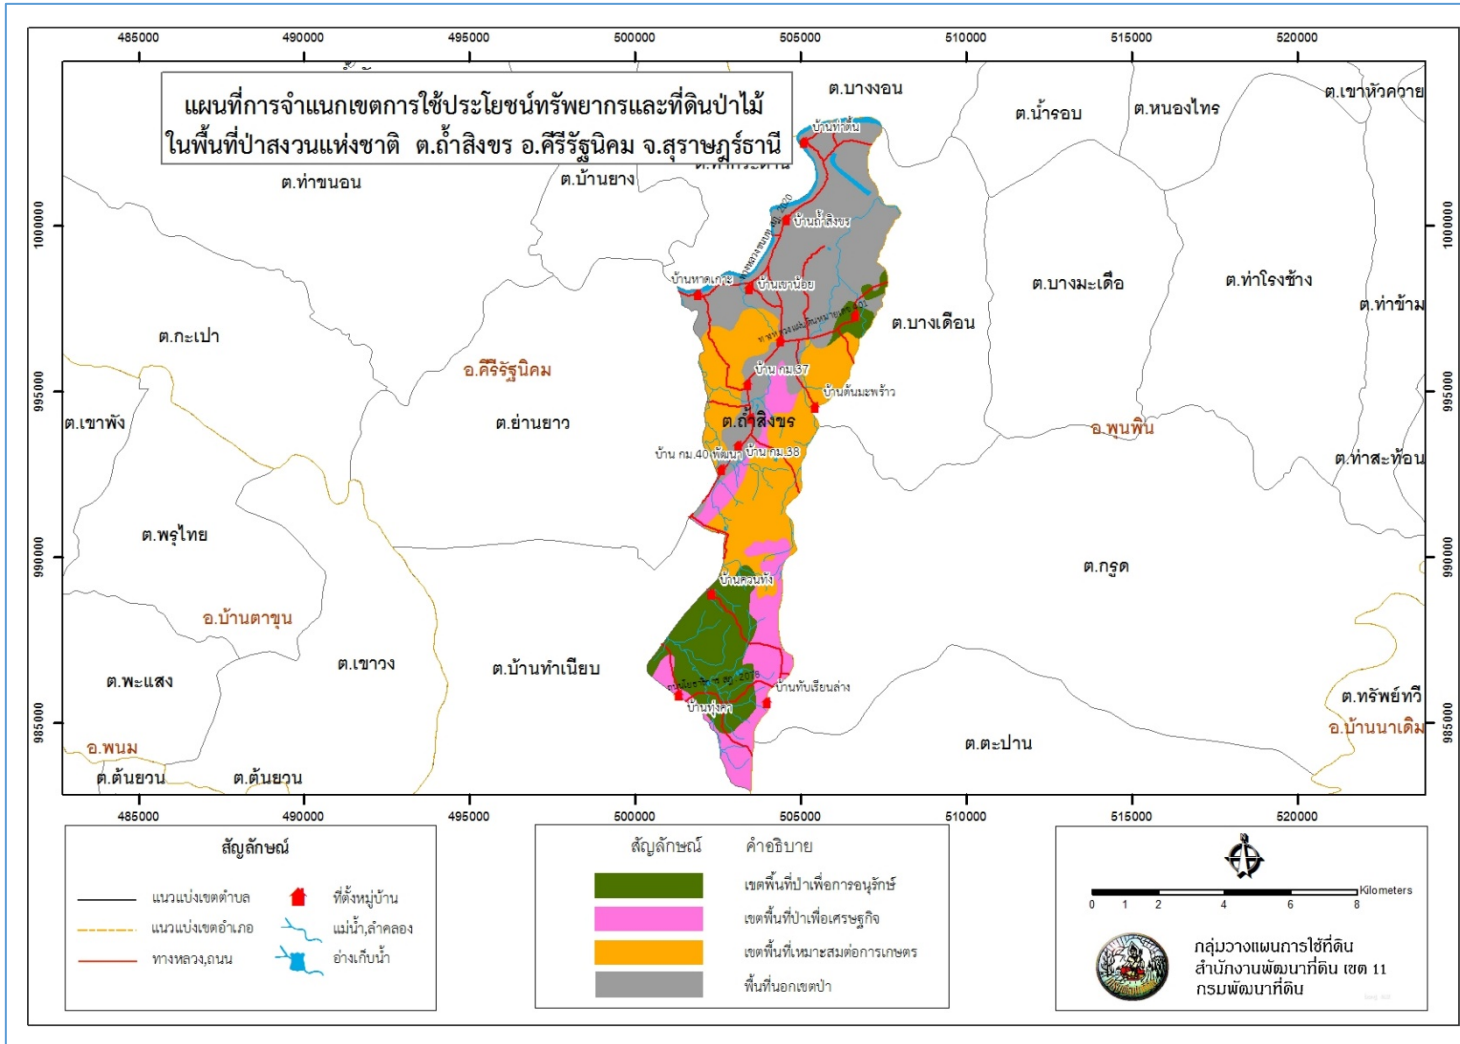 485000 490000 495000 500000 505000 510000 515000 520000
แผนที่การจำแนกเขตการใช้ประโยชน์ทรัพยากรและที่ดินป่าไม้
ในพื้นที่ป่าสงวนแห่งชาติ ต.ถ้ำสิงขร อ.คีรีรัฐนิคม จ.สุราษฎร์ธานี
ต.บางงอน
ต.น้ำรอบ
ต.หนองไทร
ต.เขาหัวควาย
ต.ท่าขนอน
ต.บ้านยาง
ต.ท่ากระดาน
บ้านท่าตื้น
บ้านถ้ำสิงขร
1000000
1000000
บ้านหาดเกาะ
บ้านเขาน้อย
ต.บางมะเดื่อ
ต.ท่าโรงช้าง
ต.ท่าข้าม
ต.กะเปา
ต.บางเดือน
อ.คีรีรัฐนิคม
บ้าน กม.37
บ้านต้นมะพร้าว
995000
995000
ต.เขาพัง
ต.ย่านยาว
ต.ถ้ำสิงขร
อ.พุนพิน
บ้าน กม.40 พัฒนา
บ้าน กม.38
ต.ท่าสะท้อน
ต.พรุไทย
990000
990000
ต.กรูด
บ้านควนทัง
อ.บ้านตาขุน
ต.เขาวง
ต.บ้านทำเนียบ
ต.พะแสง
บ้านทับเรียนล่าง
บ้านทุ่งคา
ต.ทรัพย์ทวี
985000
985000
อ.บ้านนาเดิม
อ.พนม
ต.ตะปาน
ต.ต้นยวน
ต.ต้นยวน
485000 490000 495000 500000 505000 510000 515000 520000
สัญลักษณ์
แนวแบ่งเขตตำบล
ที่ตั้งหมู่บ้าน
แนวแบ่งเขตอำเภอ
แม่น้ำ,ลำคลอง
ทางหลวง,ถนน
อ่างเก็บน้ำ
สัญลักษณ์ คำอธิบาย
เขตพื้นที่ป่าเพื่อการอนุรักษ์
เขตพื้นที่ป่าเพื่อเศรษฐกิจ
เขตพื้นที่เหมาะสมต่อการเกษตร
พื้นที่นอกเขตป่า
Kilometers
0 1 2 4 6 8
กลุ่มวางแผนการใช้ที่ดิน
สำนักงานพัฒนาที่ดิน เขต 11
กรมพัฒนาที่ดิน